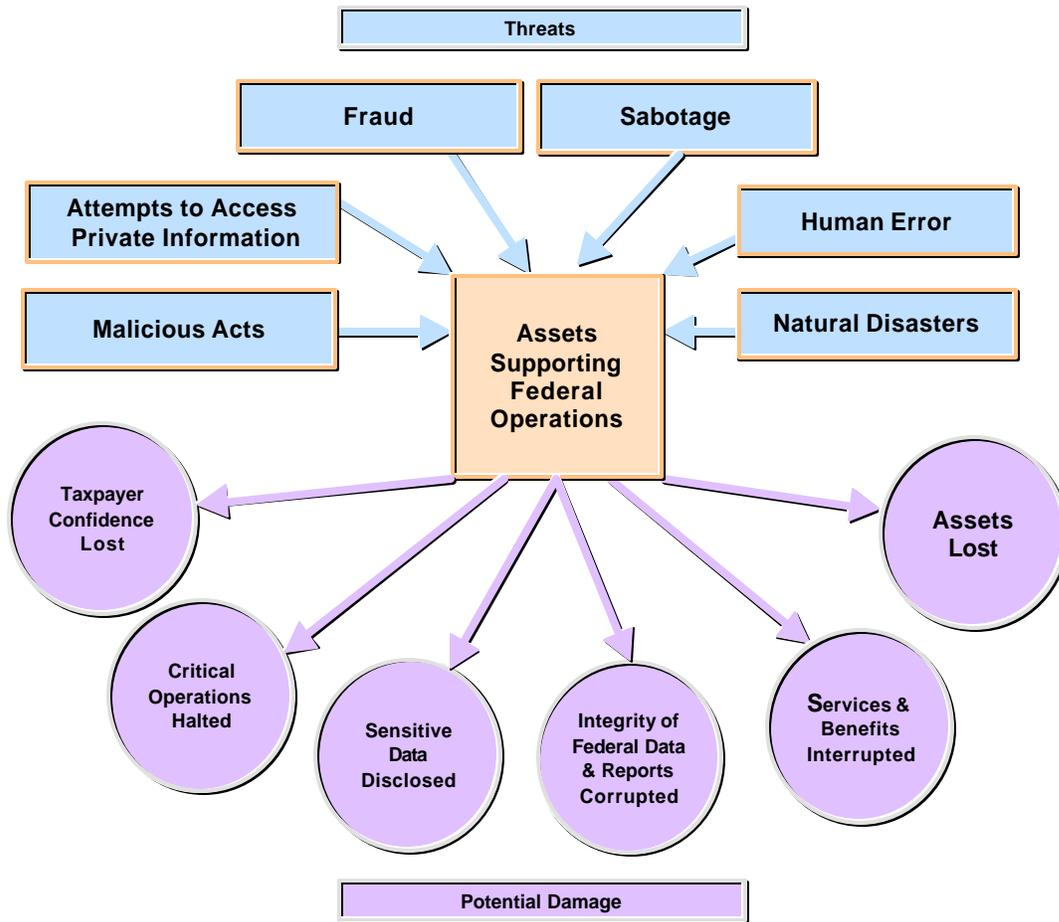 Threats
Fraud
Sabotage
Attempts to Access
Private Information
Human Error
Malicious Acts
Natural Disasters
Assets
Supporting
Federal
Operations
Taxpayer
Confidence
Lost
Assets
Lost
Critical
Operations
Halted
Sensitive
Data
Disclosed
Integrity of
Federal Data
& Reports
Corrupted
Services &
Benefits
Interrupted
Potential Damage